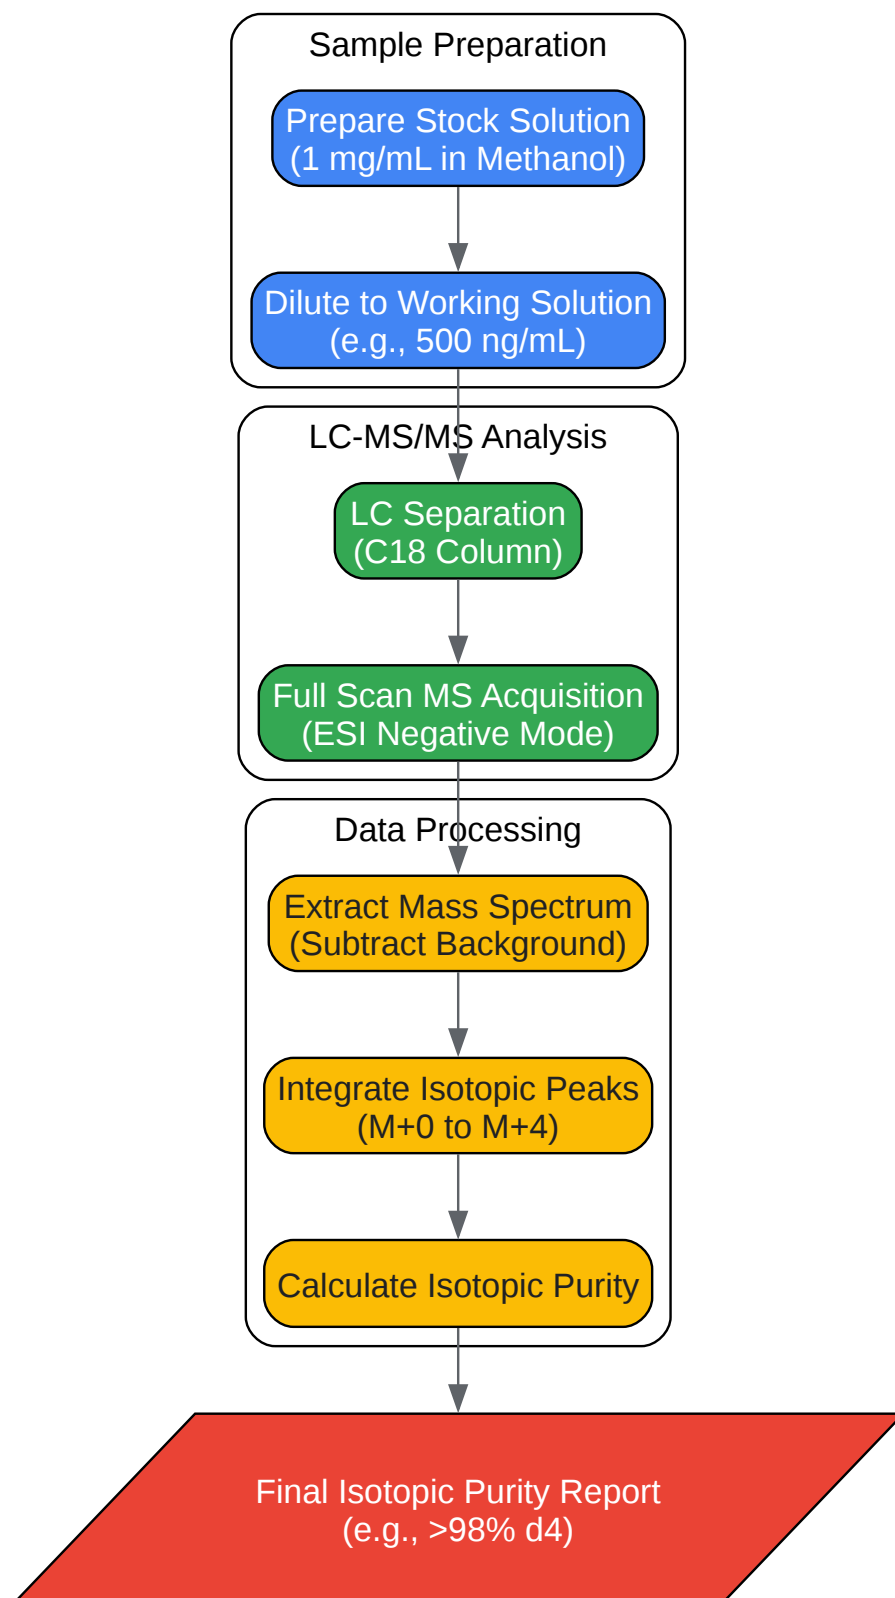 Sample Preparation
Prepare Stock Solution
(1 mg/mL in Methanol)
Dilute to Working Solution
(e.g., 500 ng/mL)
LC-MS/MS Analysis
LC Separation
(C18 Column)
Full Scan MS Acquisition
(ESI Negative Mode)
Data Processing
Extract Mass Spectrum
(Subtract Background)
Integrate Isotopic Peaks
(M+0 to M+4)
Calculate Isotopic Purity
Final Isotopic Purity Report
(e.g., >98% d4)